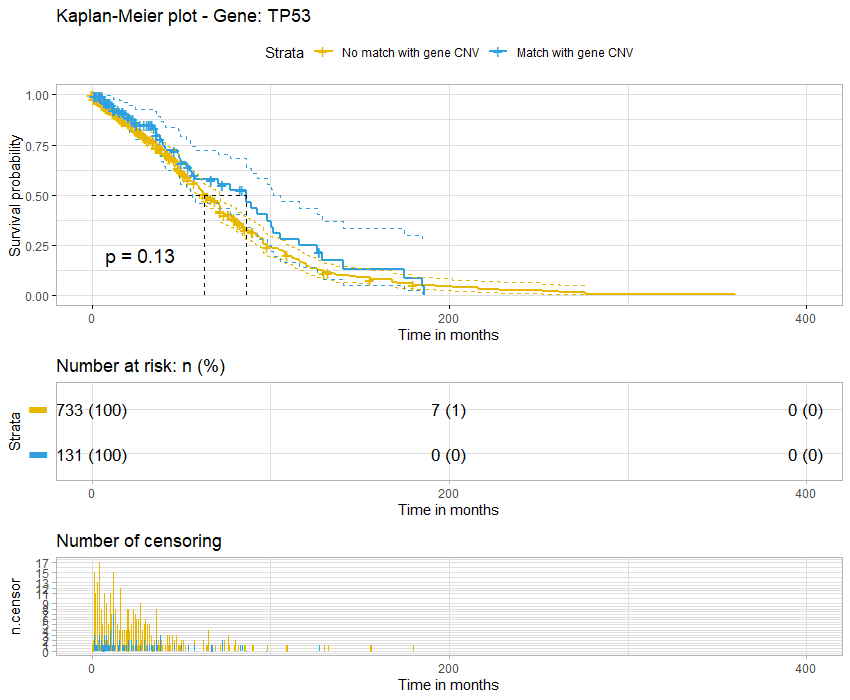 Kaplan-Meier plot - Gene: TP53
Strata No match with gene CNV Match with gene CNV
Survival probability
1.00
0.75
0.50
0.25
0.00
p = 0.13
0 200 400
Time in months
Number at risk: n (%)
Strata
733 (100) 7 (1) 0 (0)
131 (100) 0 (0) 0 (0)
0 200 400
Time in months
Number of censoring
n.censor
17
0
0 200 400
Time in months